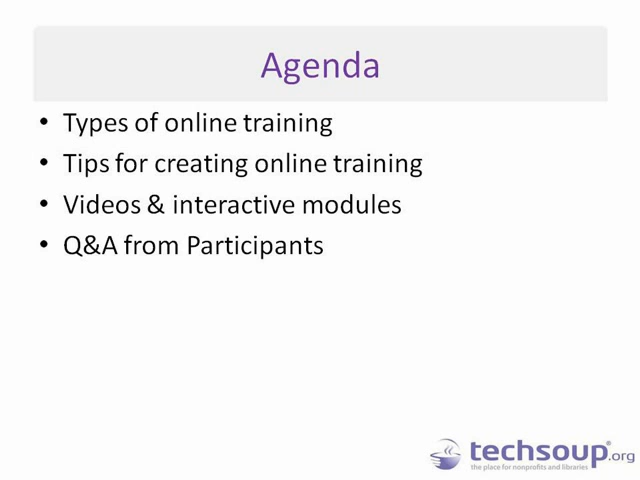 Agenda
• Types of online training
• Tips for creating online training
• Videos & interactive modules
• Q&A from Participants
techsoup®.org
the place for nonprofits and libraries